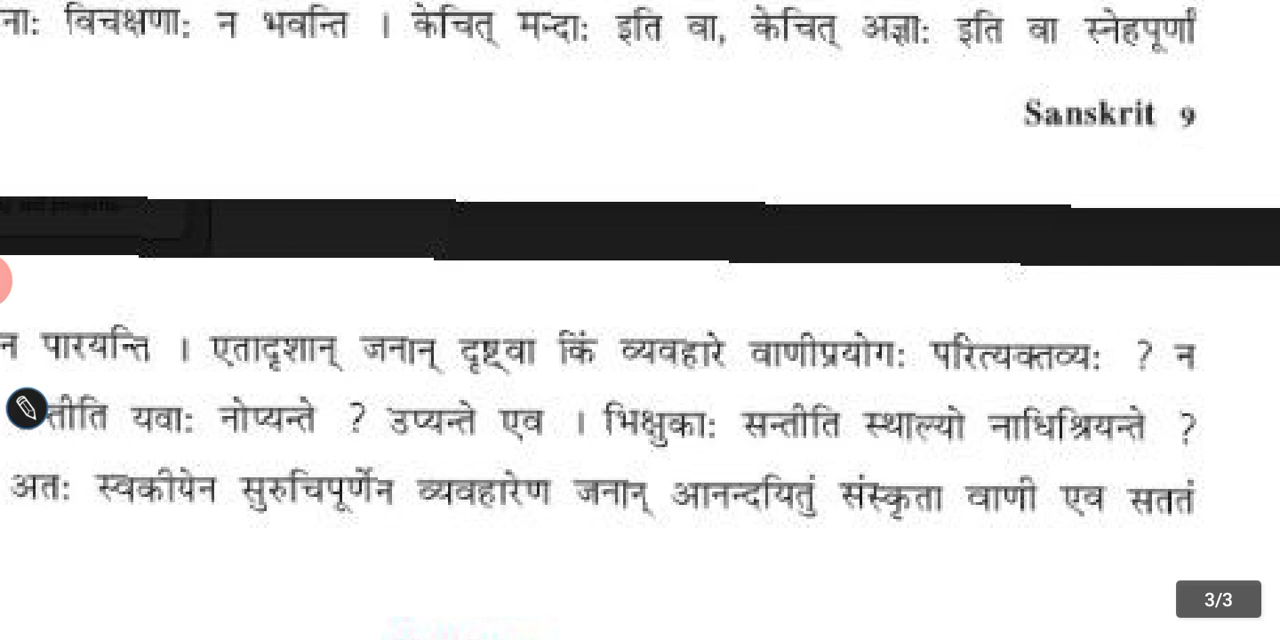 नाः विचक्षणाः न भवन्ति । केचित् मन्दाः इति वा, केचित् अज्ञाः इति वा स्नेहपूर्णां
Sanskrit 9
न पारयन्ति । एतादृशान् जनान् दृष्ट्वा किं व्यवहारे वाणीप्रयोगः परित्यक्तव्यः ? न
तीति यवाः नोप्यन्ते ? उप्यन्ते एव । भिक्षुकाः सन्तीति स्थाल्यो नाधिश्रियन्ते ?
अतः स्वकीयेन सुरुचिपूर्णेन व्यवहारेण जनान् आनन्दयितुं संस्कृता वाणी एव सततं
3/3